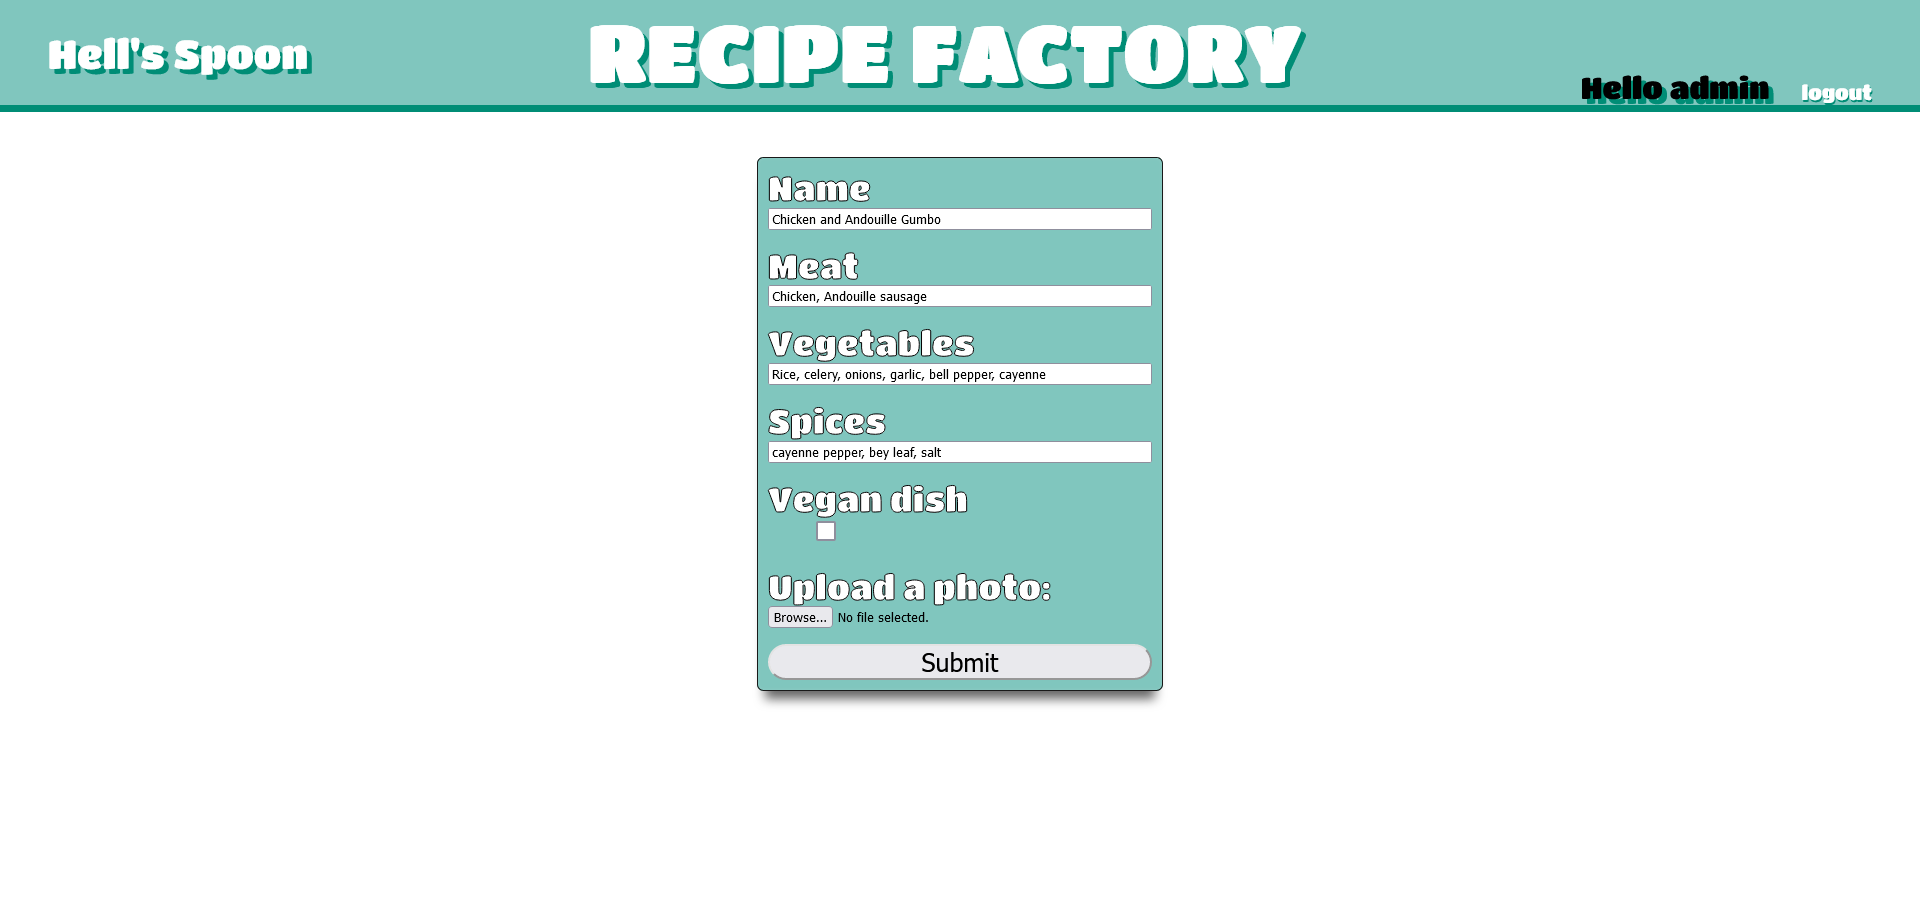 Hell's Spoon
RECIPE FACTORY
Hello admin
logout
Name
Chicken and Andouille Gumbo
Meat
Chicken, Andouille sausage
Vegetables
Rice, celery, onions, garlic, bell pepper, cayenne
Spices
cayenne pepper, bey leaf, salt
Vegan dish
Upload a photo:
Browse... No file selected.
Submit